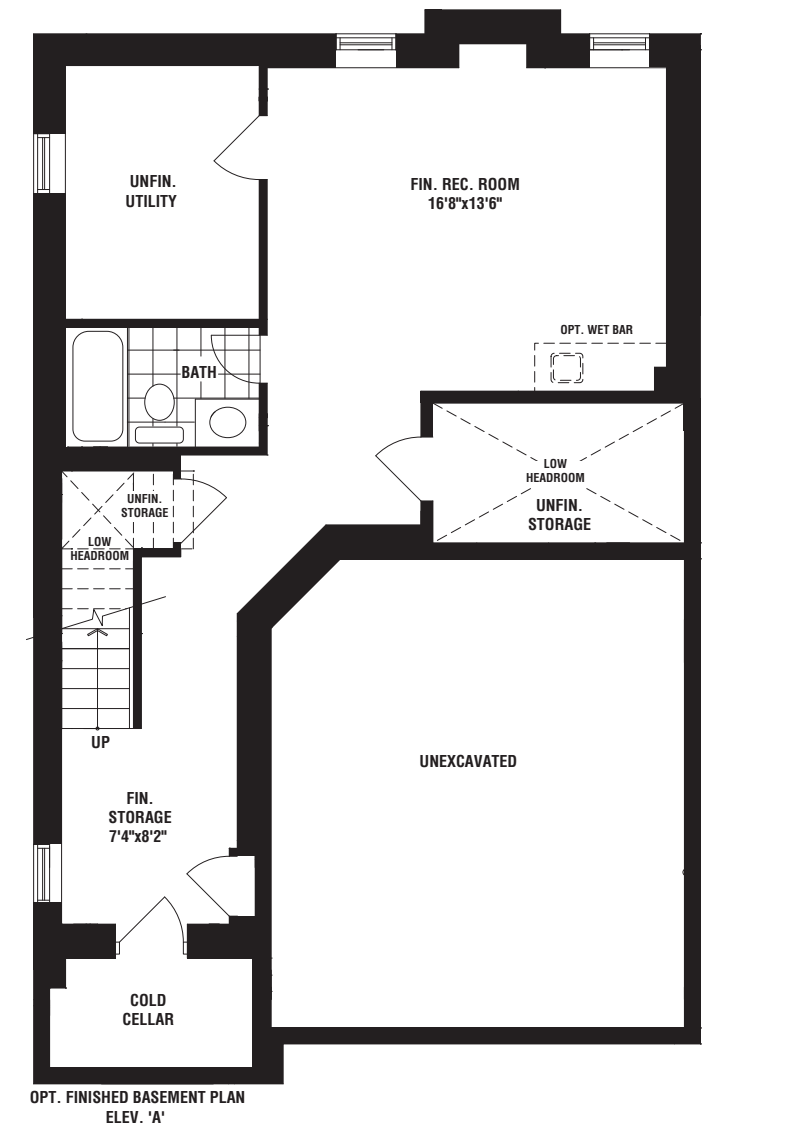 UNFIN.
UTILITY
FIN. REC. ROOM
16'8"x13'6"
OPT. WET BAR
BATH
LOW
HEADROOM
UNFIN.
STORAGE
UNFIN.
STORAGE
LOW
HEADROOM
UP
UNEXCAVATED
FIN.
STORAGE
7'4"x8'2"
COLD
CELLAR
OPT. FINISHED BASEMENT PLAN
ELEV. 'A'